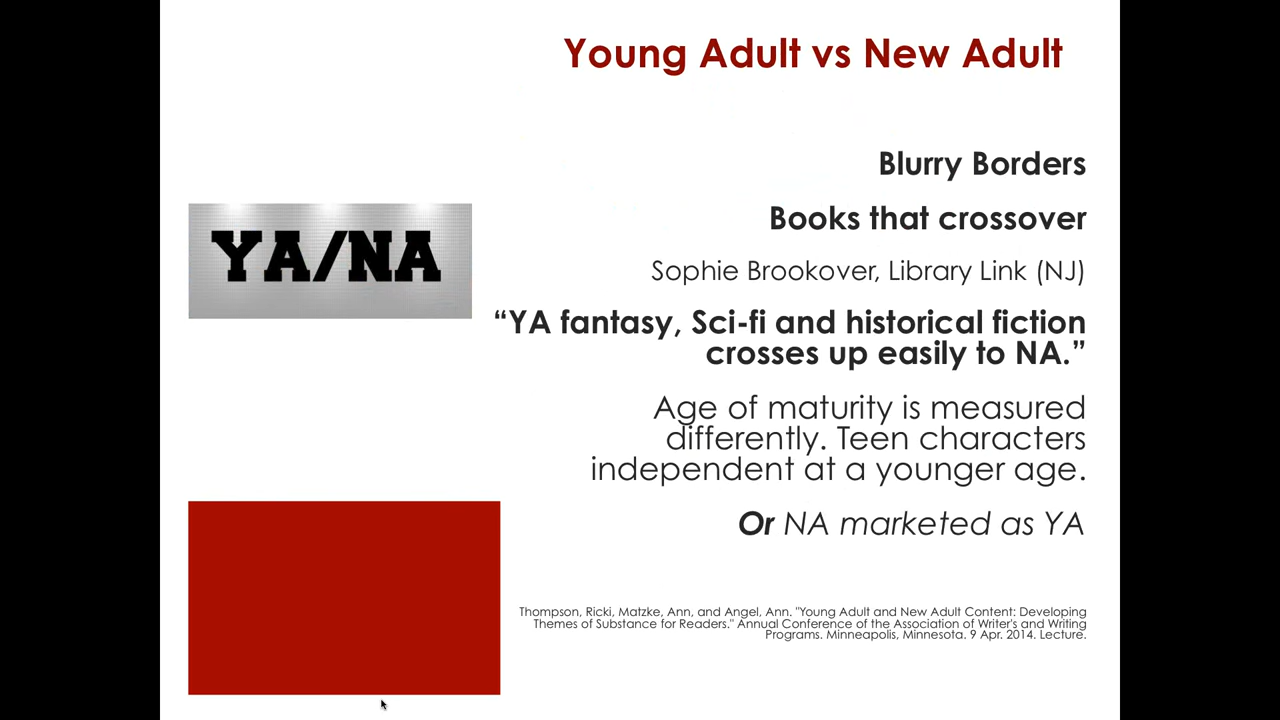 Young Adult vs New Adult
Blurry Borders
Books that crossover
YA/NA
Sophie Brookover, Library Link (NJ)
“YA fantasy, Sci-fi and historical fiction
crosses up easily to NA.”
Age of maturity is measured
differently. Teen characters
independent at a younger age.
Or NA marketed as YA
Thompson, Ricki, Matzke, Ann, and Angel, Ann. "Young Adult and New Adult Content: Developing
Themes of Substance for Readers." Annual Conference of the Association of Writer's and Writing
Programs. Minneapolis, Minnesota. 9 Apr. 2014. Lecture.